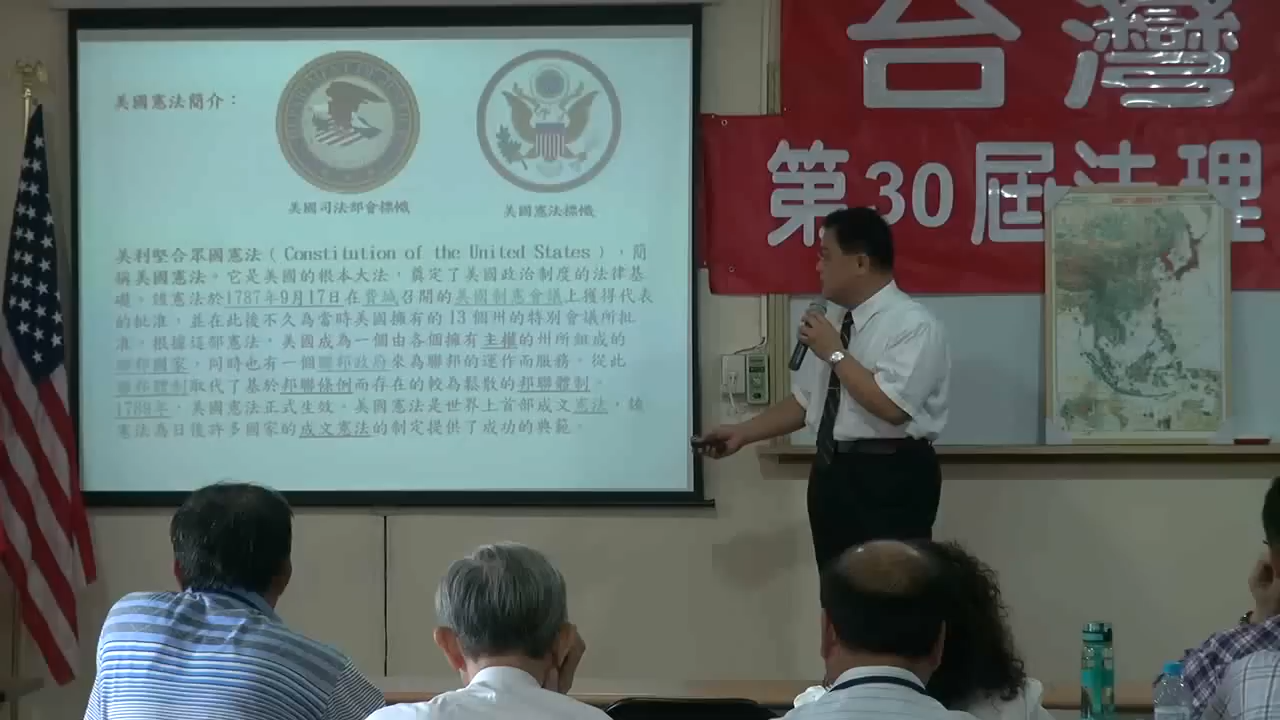 台灣
第30屆法理
美國憲法簡介：
美國司法部會標幟
美國憲法標幟
美利堅合眾國憲法（Constitution of the United States），簡
稱美國憲法。它是美國的根本大法，奠定了美國政治制度的法律基
礎。該憲法於1787年9月17日在費城召開的美國制憲會議上獲得代表
的批准，並在此後不久為當時美國擁有的13個州的特別會議所批
准。根據這部憲法，美國成為一個由各個擁有主權的州所組成的
聯邦國家，同時也有一個聯邦政府來為聯邦的運作而服務。從此
聯邦體制取代了基於邦聯條例而存在的較為鬆散的邦聯體制。
1789年，美國憲法正式生效。美國憲法是世界上首部成文憲法，該
憲法為日後許多國家的成文憲法的制定提供了成功的典範。